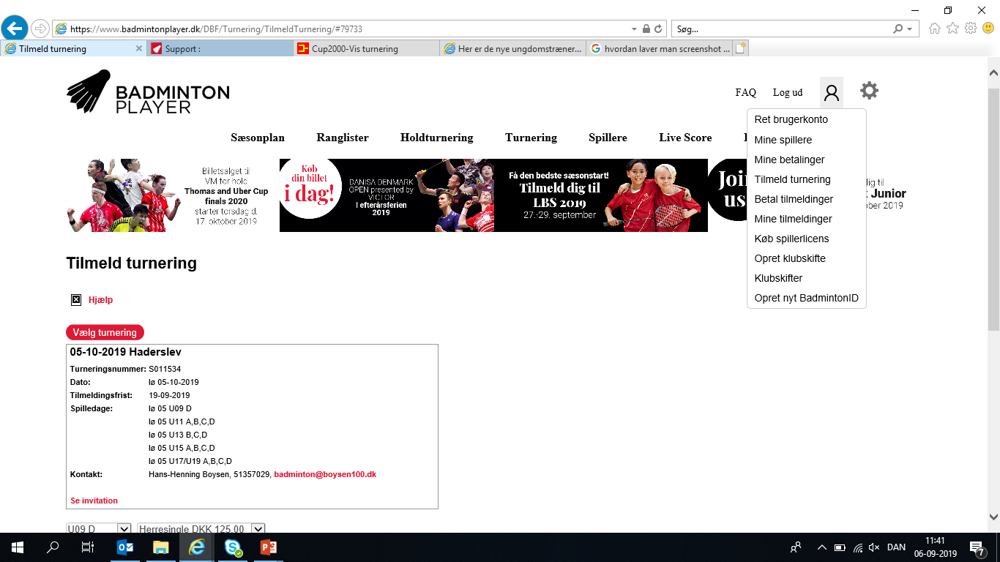 https://www.badmintonplayer.dk/DBF/Turnering/TilmeldTurnering/#79733
Søg...
Tilmeld turnering
Support :
Cup2000-Vis turnering
Her er de nye ungdomstræner...
hvordan laver man screenshot ...
BADMINTON
PLAYER
FAQ
Log ud
Sæsonplan
Ranglister
Holdturnering
Turnering
Spillere
Live Score
Ret brugerkonto
Mine spillere
Mine betalinger
Tilmeld turnering
Betal tilmeldinger
Mine tilmeldinger
Køb spillerlicens
Opret klubskifte
Klubskifter
Opret nyt BadmintonID
Billetsalget til
VM for hold
Thomas and Uber Cup
finals 2020
starter torsdag d.
17. oktober 2019
Køb
din billet
i dag!
DANISA DENMARK
OPEN presented by
VICTOR
I efterårsferien
2019
Få den bedste sæsonstart!
Tilmeld dig til
LBS 2019
27.-29. september
Join
us
dig til
k Junior
ober 2019
Tilmeld turnering
Hjælp
Vælg turnering
05-10-2019 Haderslev
Turneringsnummer: S011534
Dato: lø 05-10-2019
Tilmeldingsfrist: 19-09-2019
Spilledage: lø 05 U09 D
lø 05 U11 A,B,C,D
lø 05 U13 B,C,D
lø 05 U15 A,B,C,D
lø 05 U17/U19 A,B,C,D
Kontakt: Hans-Henning Boysen, 51357029, badminton@boysen100.dk
Se invitation
U09 D
Herresingle DKK 125,00
DAN
11:41
06-09-2019
7